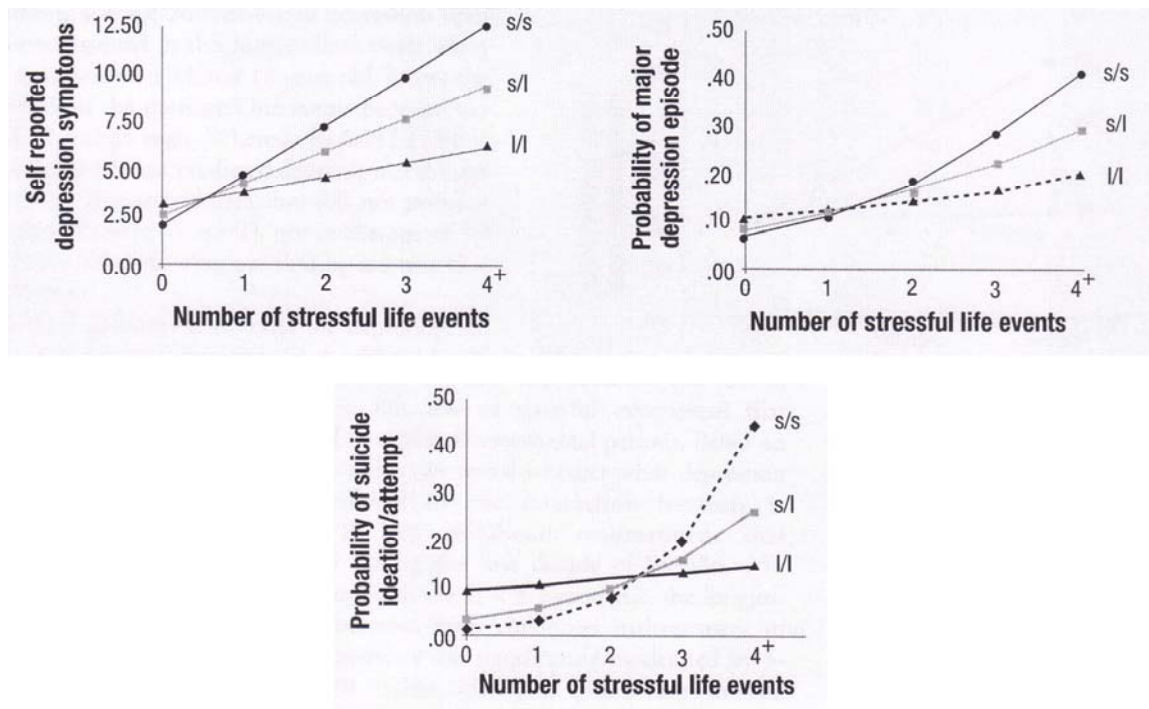 Self reported
depression symptoms
12.50
10.00
7.50
5.00
2.50
0.00
0 1 2 3 4+
Number of stressful life events
s/s
s/l
l/l
Probability of major
depression episode
.50
.40
.30
.20
.10
.00
0 1 2 3 4+
Number of stressful life events
s/s
s/l
l/l
Probability of suicide
ideation/attempt
.50
.40
.30
.20
.10
.00
0 1 2 3 4+
Number of stressful life events
s/s
s/l
l/l